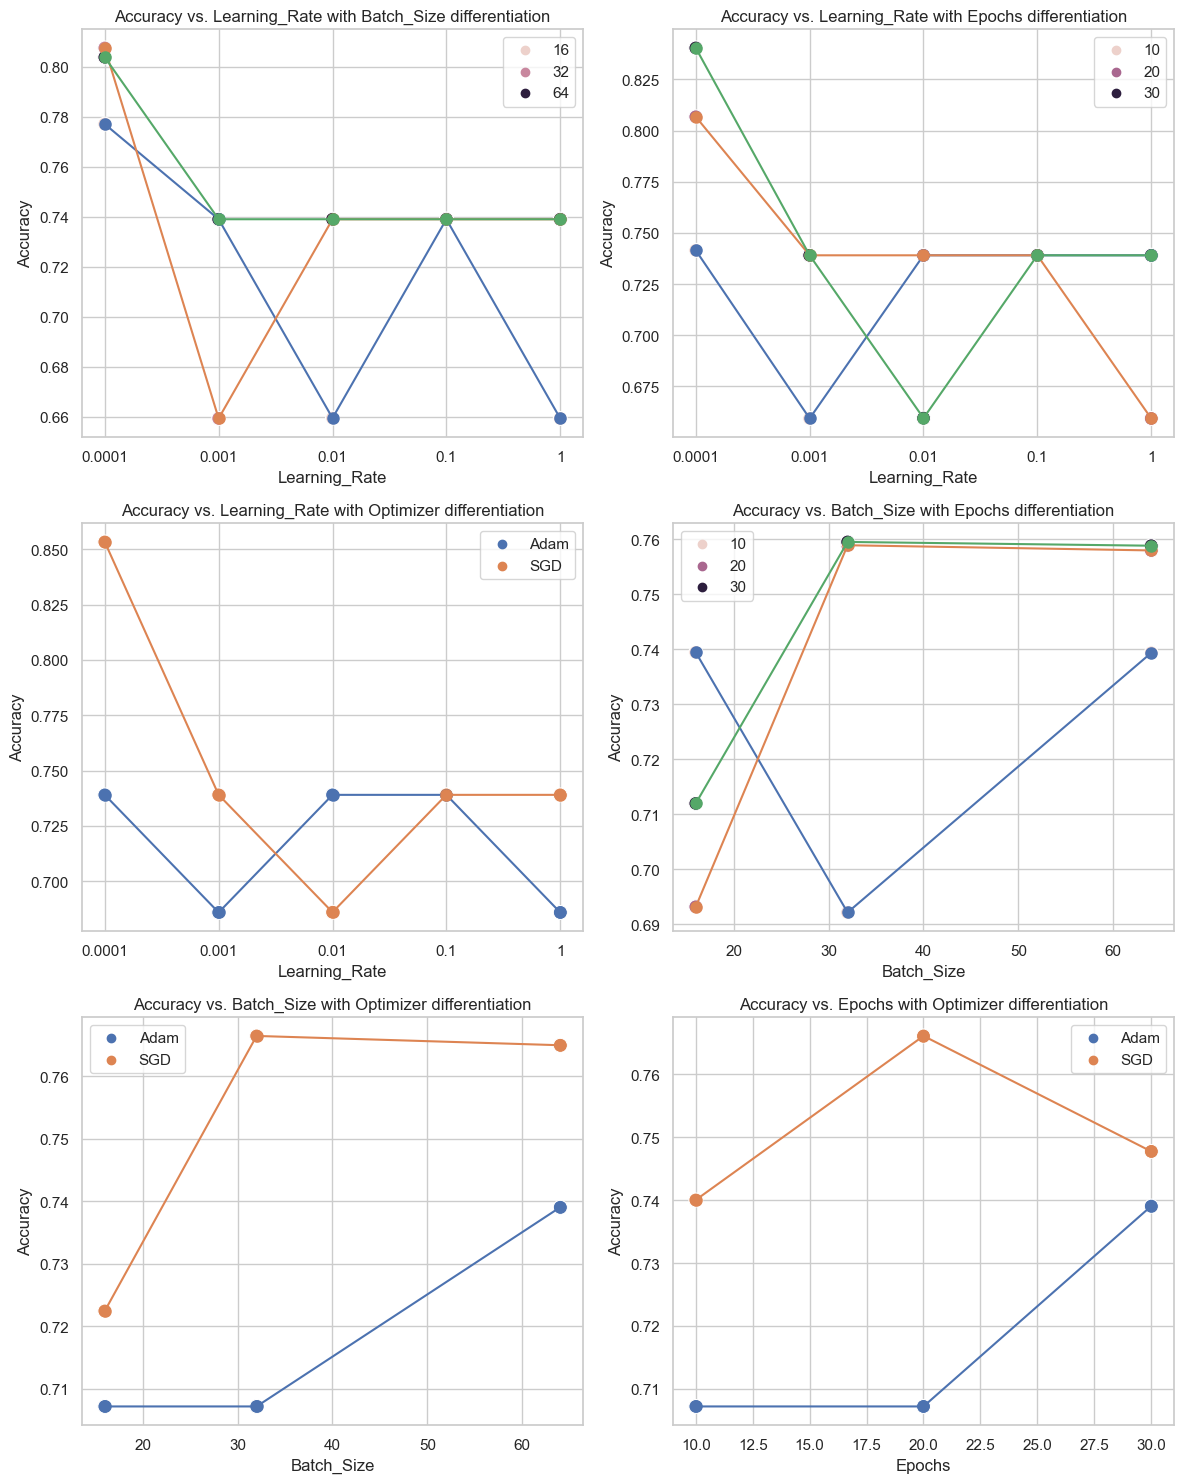 Accuracy vs. Learning_Rate with Batch_Size differentiation
16
32
64
0.80
0.78
0.76
0.74
0.72
0.70
0.68
0.66
Accuracy
0.0001 0.001 0.01 0.1 1
Learning_Rate
Accuracy vs. Learning_Rate with Epochs differentiation
10
20
30
0.825
0.800
0.775
0.750
0.725
0.700
0.675
Accuracy
0.0001 0.001 0.01 0.1 1
Learning_Rate
Accuracy vs. Learning_Rate with Optimizer differentiation
Adam
SGD
0.850
0.825
0.800
0.775
0.750
0.725
0.700
Accuracy
0.0001 0.001 0.01 0.1 1
Learning_Rate
Accuracy vs. Batch_Size with Epochs differentiation
10
20
30
0.76
0.75
0.74
0.73
0.72
0.71
0.70
0.69
Accuracy
20 30 40 50 60
Batch_Size
Accuracy vs. Batch_Size with Optimizer differentiation
Adam
SGD
0.76
0.75
0.74
0.73
0.72
0.71
Accuracy
20 30 40 50 60
Batch_Size
Accuracy vs. Epochs with Optimizer differentiation
Adam
SGD
0.76
0.75
0.74
0.73
0.72
0.71
Accuracy
10.0 12.5 15.0 17.5 20.0 22.5 25.0 27.5 30.0
Epochs